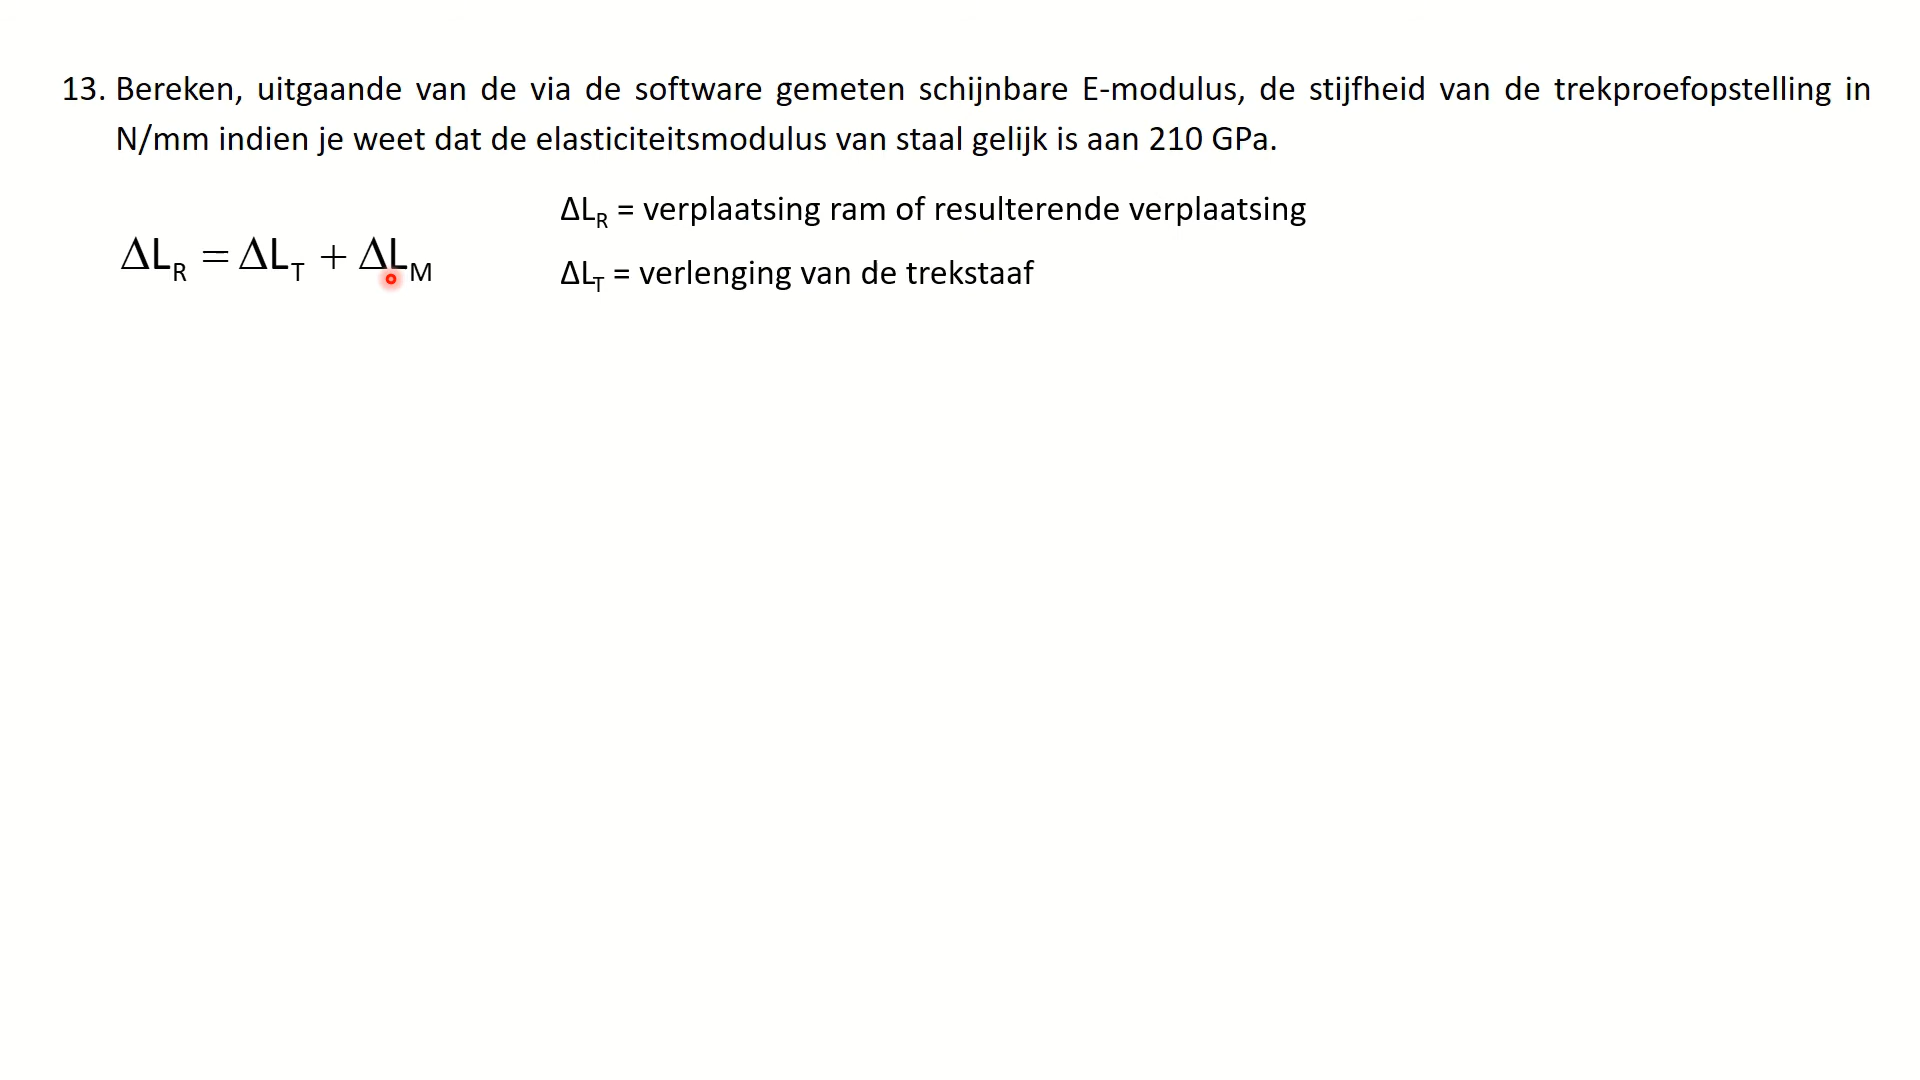 13. Bereken, uitgaande van de via de software gemeten schijnbare E-modulus, de stijfheid van de trekproefopstelling in
N/mm indien je weet dat de elasticiteitsmodulus van staal gelijk is aan 210 GPa.
ΔL_R = ΔL_T + ΔL_M
ΔL_R = verplaatsing ram of resulterende verplaatsing
ΔL_T = verlenging van de trekstaaf